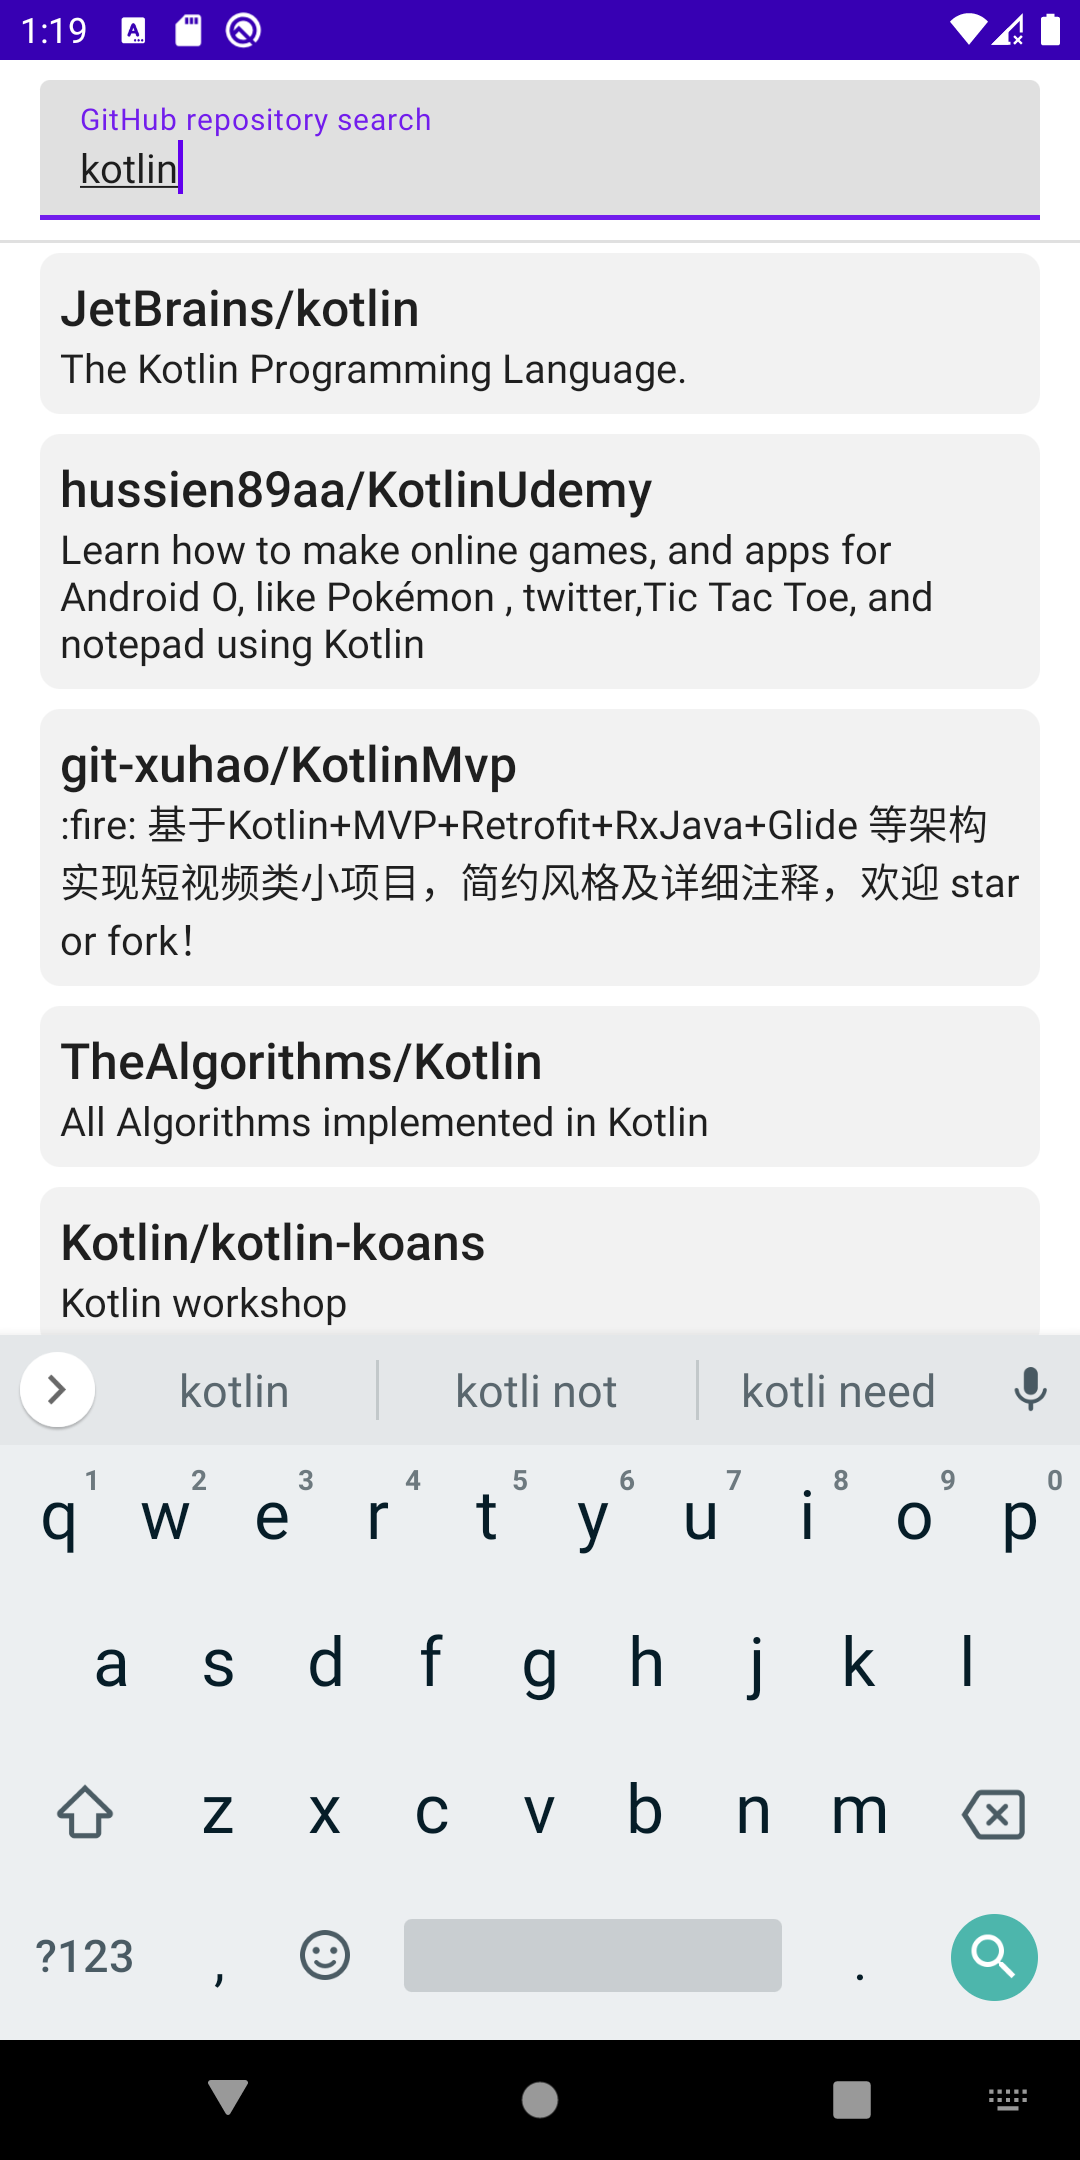 1:19
GitHub repository search
kotlin
JetBrains/kotlin
The Kotlin Programming Language.
hussien89aa/KotlinUdemy
Learn how to make online games, and apps for
Android O, like Pokémon , twitter,Tic Tac Toe, and
notepad using Kotlin
git-xuhao/KotlinMvp
:fire: 基于Kotlin+MVP+Retrofit+RxJava+Glide 等架构
实现短视频类小项目，简约风格及详细注释，欢迎 star
or fork！
TheAlgorithms/Kotlin
All Algorithms implemented in Kotlin
Kotlin/kotlin-koans
Kotlin workshop
kotlin kotli not kotli need
q 1 w 2 e 3 r 4 t 5 y 6 u 7 i 8 o 9 p 0
a s d f g h j k l
z x c v b n m
?123 , .